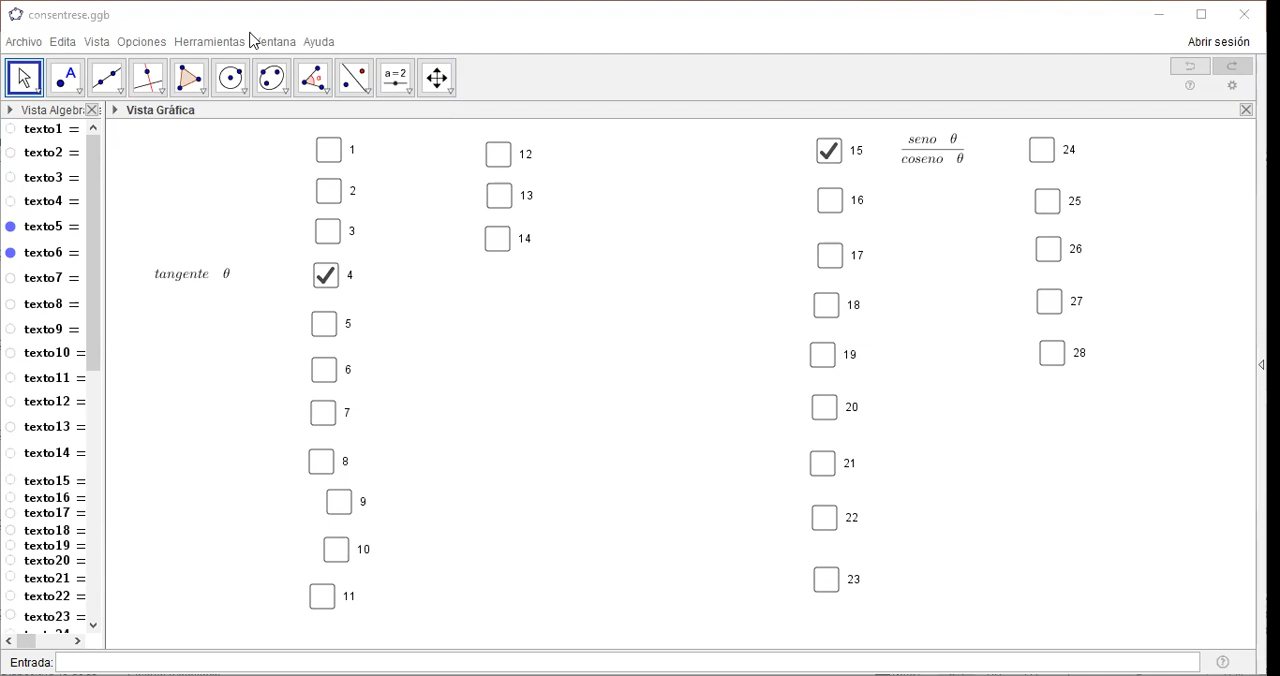 consentrese.ggb
Archivo Edita Vista Opciones Herramientas Ventana Ayuda
Abrir sesión
A
α
a=2
Vista Algebr
Vista Gráfica
texto1 =
texto2 =
texto3 =
texto4 =
texto5 =
texto6 =
texto7 =
texto8 =
texto9 =
texto10 =
texto11 =
texto12 =
texto13 =
texto14 =
texto15 =
texto16 =
texto17 =
texto18 =
texto19 =
texto20 =
texto21 =
texto22 =
texto23 =
1
2
3
tangente θ
4
5
6
7
8
9
10
11
12
13
14
15
seno θ
coseno θ
16
17
18
19
20
21
22
23
24
25
26
27
28
Entrada: